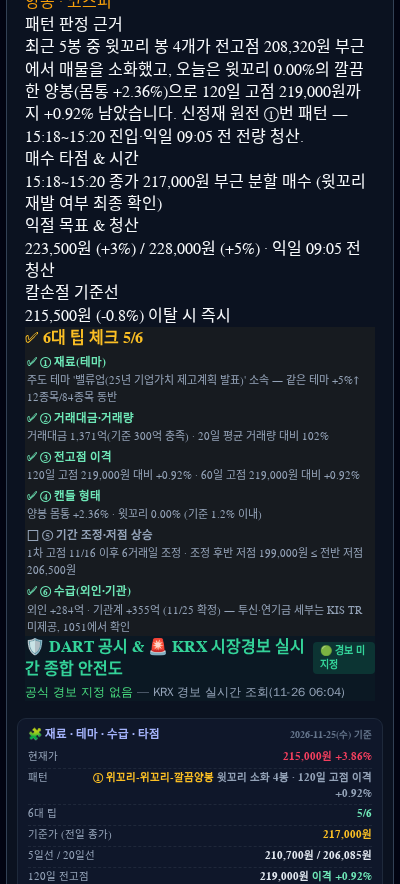 양봉 · 코스피
패턴 판정 근거
최근 5봉 중 윗꼬리 봉 4개가 전고점 208,320원 부근
에서 매물을 소화했고, 오늘은 윗꼬리 0.00%의 깔끔
한 양봉(몸통 +2.36%)으로 120일 고점 219,000원까
지 +0.92% 남았습니다. 신정재 원전 ①번 패턴 —
15:18~15:20 진입·익일 09:05 전 전량 청산.
매수 타점 & 시간
15:18~15:20 종가 217,000원 부근 분할 매수 (윗꼬리
재발 여부 최종 확인)
익절 목표 & 청산
223,500원 (+3%) / 228,000원 (+5%) · 익일 09:05 전
청산
칼손절 기준선
215,500원 (-0.8%) 이탈 시 즉시
✅ 6대 팁 체크 5/6
✅ ① 재료(테마)
주도 테마 '밸류업(25년 기업가치 제고계획 발표)' 소속 — 같은 테마 +5%↑
12종목/8+종목 동반
✅ ② 거래대금·거래량
거래대금 1,371억(기준 300억 충족) · 20일 평균 거래량 대비 102%
✅ ③ 전고점 이격
120일 고점 219,000원 대비 +0.92% · 60일 고점 219,000원 대비 +0.92%
✅ ④ 캔들 형태
양봉 몸통 +2.36% · 윗꼬리 0.00% (기준 1.2% 이내)
⬜ ⑤ 기간 조정·저점 상승
1차 고점 11/16 이후 6거래일 조정 · 조정 후반 저점 199,000원 ≤ 전반 저점
206,500원
✅ ⑥ 수급(외인·기관)
외인 +284억 · 기관계 +355억 (11/25 확정) — 투신·연기금 세부는 KIS TR
미제공, 1051에서 확인
🛡️ DART 공시 & 🚨 KRX 시장경보 실시
간 종합 안전도
🟢 경보 미
지정
공식 경보 지정 없음 — KRX 경보 실시간 조회(11-26 06:04)
🧩 재료 · 테마 · 수급 · 타점 2026-11-25(수) 기준
현재가 215,000원 +3.86%
패턴 ① 위꼬리-위꼬리-깔끔양봉 윗꼬리 소화 4봉 · 120일 고점 이격
+0.92%
6대 팁 5/6
기준가 (전일 종가) 217,000원
5일선 / 20일선 210,700원 / 206,085원
120일 전고점 219,000원 이격 +0.92%